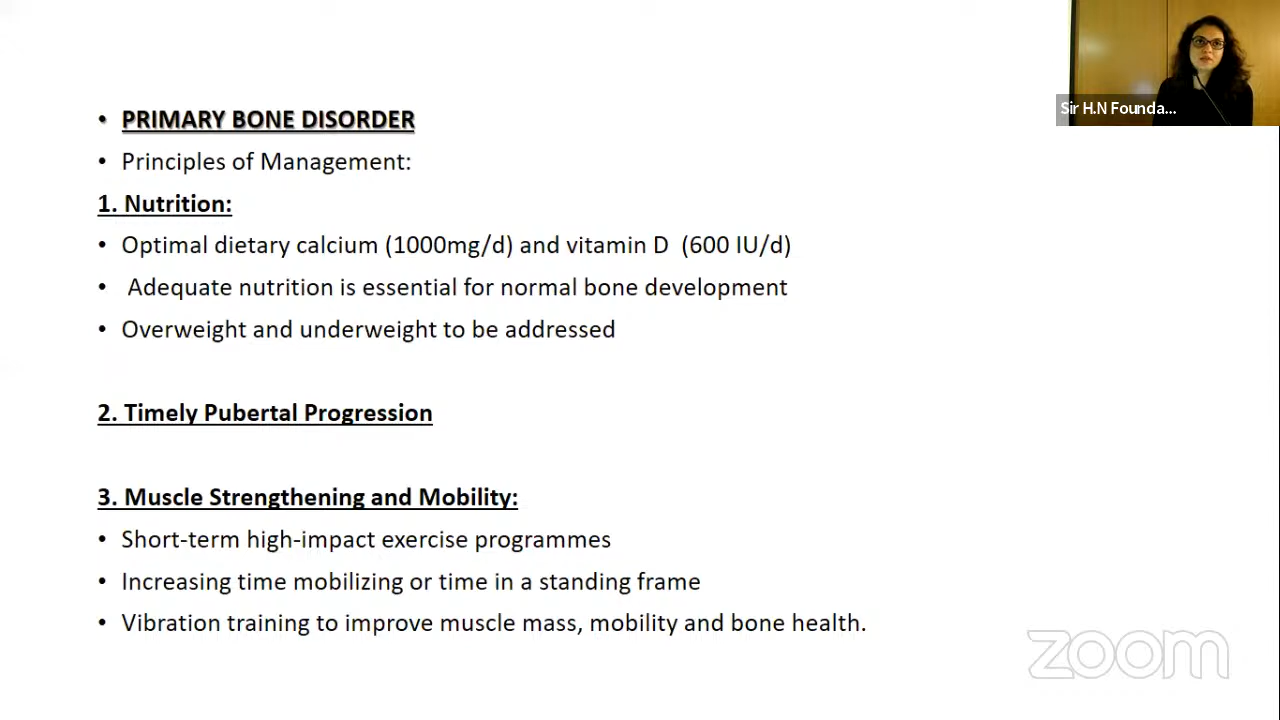 Sir H.N Founda...
• PRIMARY BONE DISORDER
• Principles of Management:
1. Nutrition:
• Optimal dietary calcium (1000mg/d) and vitamin D (600 IU/d)
• Adequate nutrition is essential for normal bone development
• Overweight and underweight to be addressed
2. Timely Pubertal Progression
3. Muscle Strengthening and Mobility:
• Short-term high-impact exercise programmes
• Increasing time mobilizing or time in a standing frame
• Vibration training to improve muscle mass, mobility and bone health.
zoom